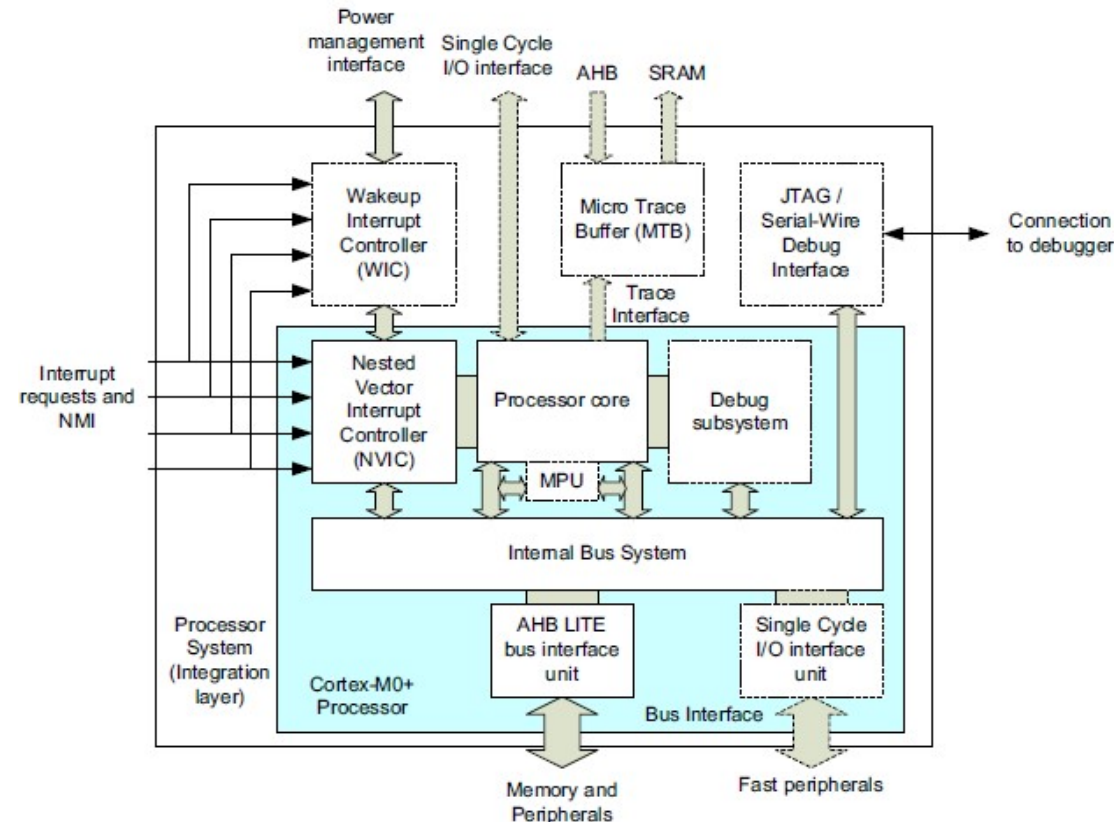 Power
management
interface
Single Cycle
I/O interface
AHB
SRAM
Wakeup
Interrupt
Controller
(WIC)
Micro Trace
Buffer (MTB)
JTAG /
Serial-Wire
Debug
Interface
Connection
to debugger
Trace
Interface
Interrupt
requests and
NMI
Nested
Vector
Interrupt
Controller
(NVIC)
Processor core
Debug
subsystem
MPU
Internal Bus System
Processor
System
(Integration
layer)
Cortex-M0+
Processor
AHB LITE
bus interface
unit
Single Cycle
I/O interface
unit
Bus Interface
Memory and
Peripherals
Fast peripherals